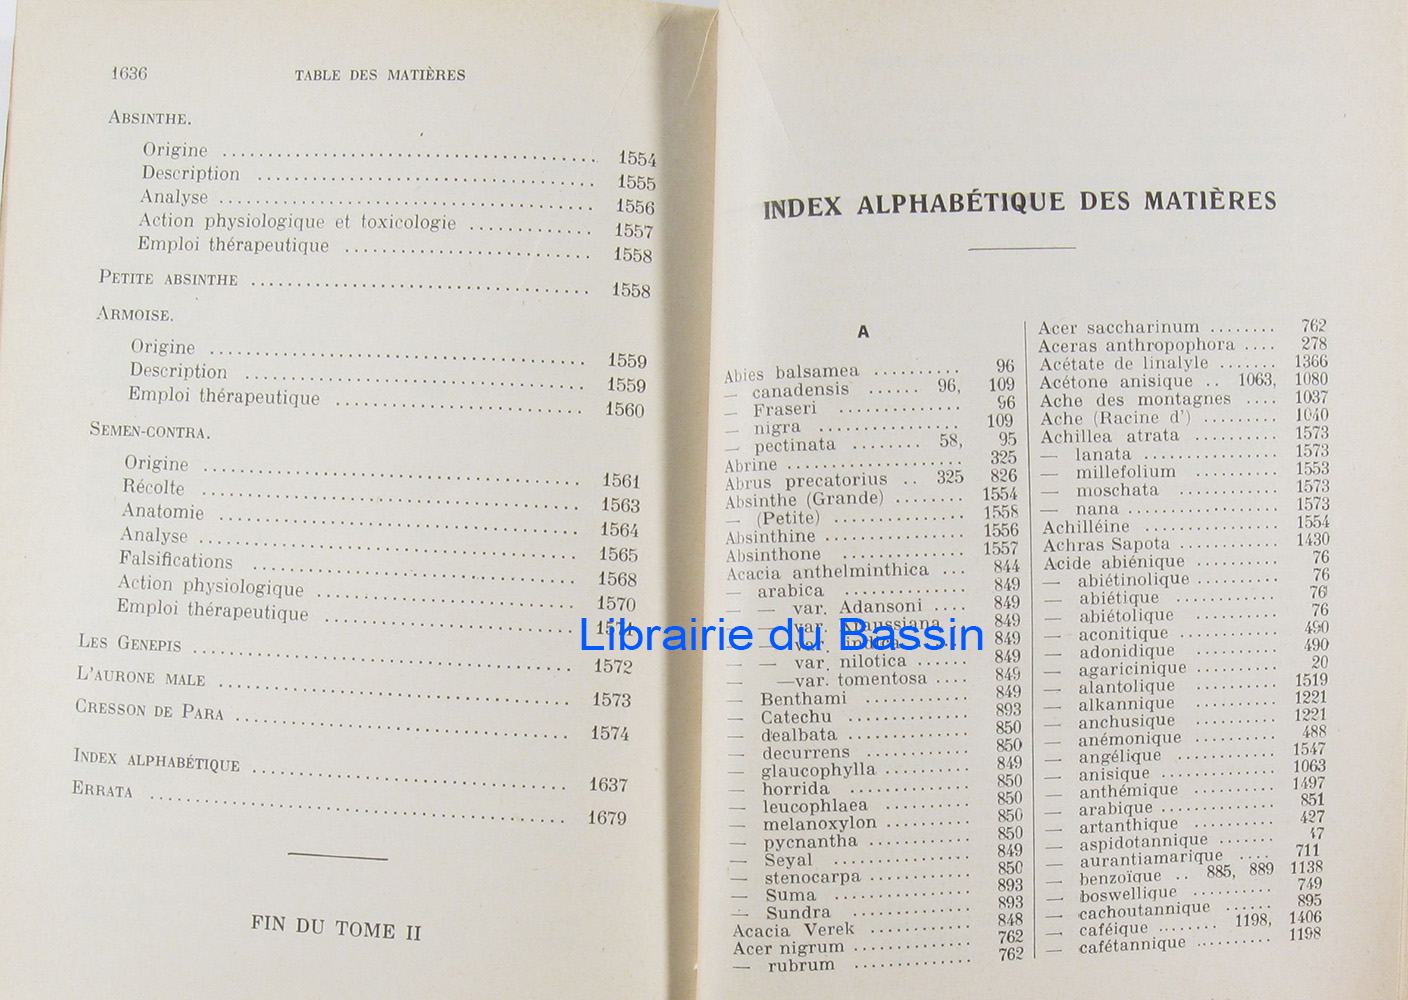 1636 TABLE DES MATIÈRES
ABSINTHE.
Origine .......... 1554
Description .......... 1555
Analyse .......... 1556
Action physiologique et toxicologie .......... 1557
Emploi thérapeutique .......... 1558
PETITE ABSINTHE .......... 1558
ARMOISE.
Origine .......... 1559
Description .......... 1559
Emploi thérapeutique .......... 1560
SEMEN-CONTRA.
Origine .......... 1561
Récolte .......... 1563
Anatomie .......... 1564
Analyse .......... 1565
Falsifications .......... 1568
Action physiologique .......... 1570
Emploi thérapeutique ..........
LES GENEPIS .......... 1572
L'AURONE MALE .......... 1573
CRESSON DE PARA .......... 1574
INDEX ALPHABÉTIQUE .......... 1637
ERRATA .......... 1679
FIN DU TOME II
INDEX ALPHABÉTIQUE DES MATIÈRES
A
Abies balsamea .......... 96
— canadensis ...... 96, 109
— Fraseri .......... 96
— nigra .......... 109
— pectinata ........ 58, 95
Abrine .......... 325
Abrus precatorius .. 325 826
Absinthe (Grande) ........ 1554
— (Petite) .......... 1558
Absinthine .......... 1556
Absinthone .......... 1557
Acacia anthelminthica ... 844
— arabica .......... 849
— — var. Adansoni .... 849
— — var. Kraussiana 849
— — var. indica 849
— — var. nilotica ...... 849
— —var. tomentosa .... 849
— Benthami .......... 849
— Catechu .......... 893
— dealbata .......... 850
— decurrens .......... 850
— glaucophylla .......... 849
— horrida .......... 850
— leucophlaea .......... 850
— melanoxylon .......... 850
— pycnantha .......... 850
— Seyal .......... 849
— stenocarpa .......... 850
— Suma .......... 893
— Sundra .......... 893
Acacia Verek .......... 848
Acer nigrum .......... 762
— rubrum .......... 762
Acer saccharinum ........ 762
Aceras anthropophora .... 278
Acétate de linalyle ....... 1366
Acétone anisique .. 1063, 1080
Ache des montagnes .... 1037
Ache (Racine d') ........ 1040
Achillea atrata .......... 1573
— lanata .......... 1573
— millefolium .......... 1553
— moschata .......... 1573
— nana .......... 1573
Achilléine .......... 1554
Achras Sapota .......... 1430
Acide abiénique .......... 76
— abiétinolique .......... 76
— abiétique .......... 76
— abiétolique .......... 76
— aconitique .......... 490
— adonidique .......... 490
— agaricinique .......... 20
— alantolique .......... 1519
— alkannique .......... 1221
— anchusique .......... 1221
— anémonique .......... 488
— angélique .......... 1547
— anisique .......... 1063
— anthémique .......... 1497
— arabique .......... 851
— artanthique .......... 427
— aspidotannique ....... 47
— aurantiamarique .... 711
— benzoïque .. 885, 889 1138
— boswellique .......... 749
— cachoutannique ...... 895
— caféique ........ 1198, 1406
— cafétannique .......... 1198
Librairie du Bassin